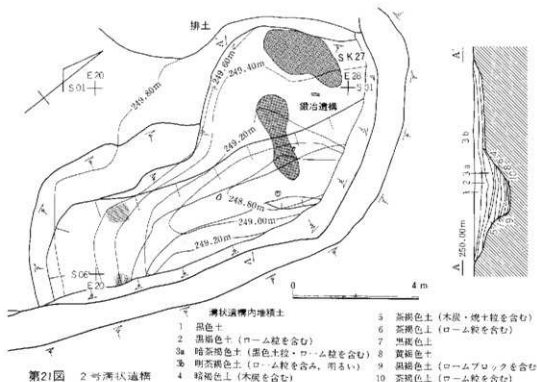 排土
SK27
E20
S01
249.60m
249.40m
E28
S01
249.80m
鍛冶遺構
249.20m
248.80m
249.00m
249.20m
S06
E20
0 4 m
A'
3b
1 2 3a
A 250.00m
溝状遺構内堆積土
1 黒色土
2 黒褐色土 (ローム粒を含む)
3a 暗茶褐色土 (黒色土粒・ローム粒を含む)
3b 明茶褐色土 (ローム粒を含み、明るい)
4 暗褐色土 (木炭を含む)
5 茶褐色土 (木炭・焼土粒を含む)
6 茶褐色土 (ローム粒を含む)
7 黒褐色土
8 黄褐色土
9 黒褐色土 (ロームブロックを含む)
10 茶褐色土 (ローム粒を含む)
第21図 2号溝状遺構